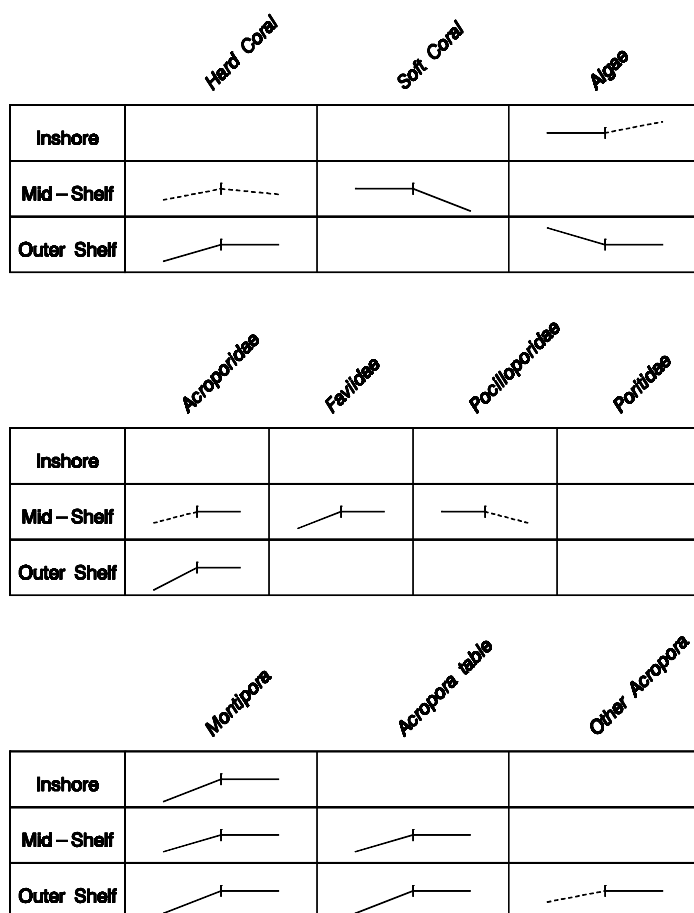 Hard Coral Soft Coral Algae
Inshore
Mid-Shelf
Outer Shelf
Acroporidae Faviidae Pocilloporidae Poritidae
Inshore
Mid-Shelf
Outer Shelf
Montipora Acropora table Other Acropora
Inshore
Mid-Shelf
Outer Shelf